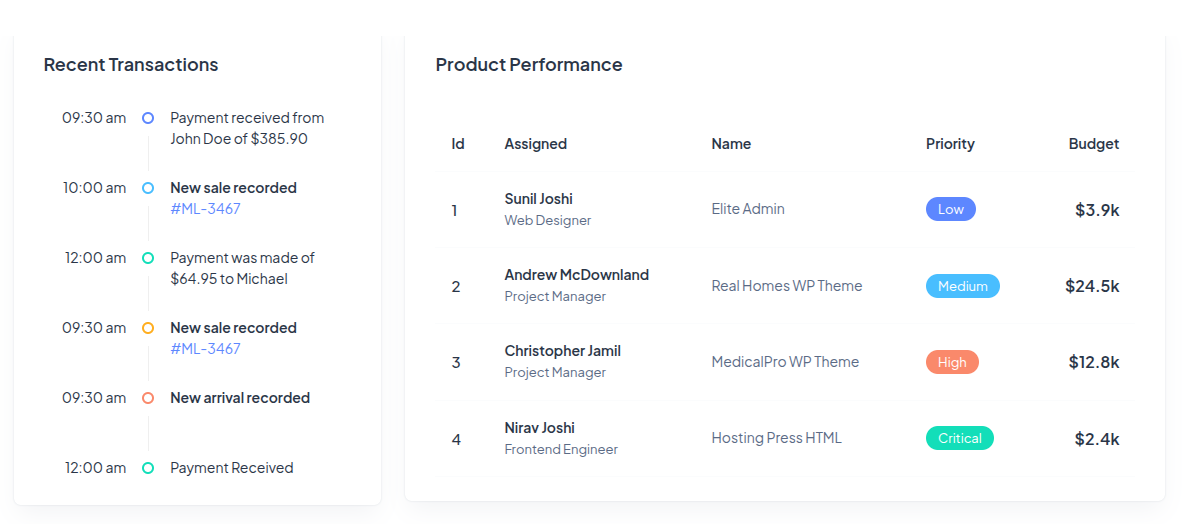 Recent Transactions
09:30 am Payment received from
John Doe of $385.90
10:00 am New sale recorded
#ML-3467
12:00 am Payment was made of
$64.95 to Michael
09:30 am New sale recorded
#ML-3467
09:30 am New arrival recorded
12:00 am Payment Received
Product Performance
Id Assigned Name Priority Budget
1 Sunil Joshi Elite Admin Low $3.9k
Web Designer
2 Andrew McDownland Real Homes WP Theme Medium $24.5k
Project Manager
3 Christopher Jamil MedicalPro WP Theme High $12.8k
Project Manager
4 Nirav Joshi Hosting Press HTML Critical $2.4k
Frontend Engineer